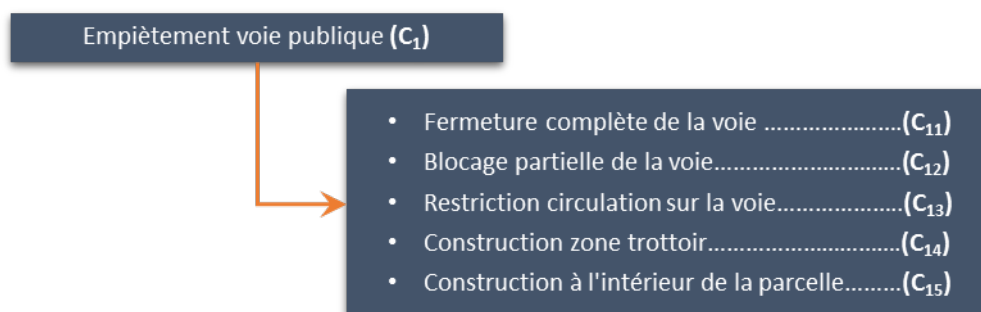 Empiètement voie publique (C₁)
• Fermeture complète de la voie ........................(C₁₁)
• Blocage partielle de la voie................................(C₁₂)
• Restriction circulation sur la voie.....................(C₁₃)
• Construction zone trottoir.................................(C₁₄)
• Construction à l'intérieur de la parcelle.........(C₁₅)